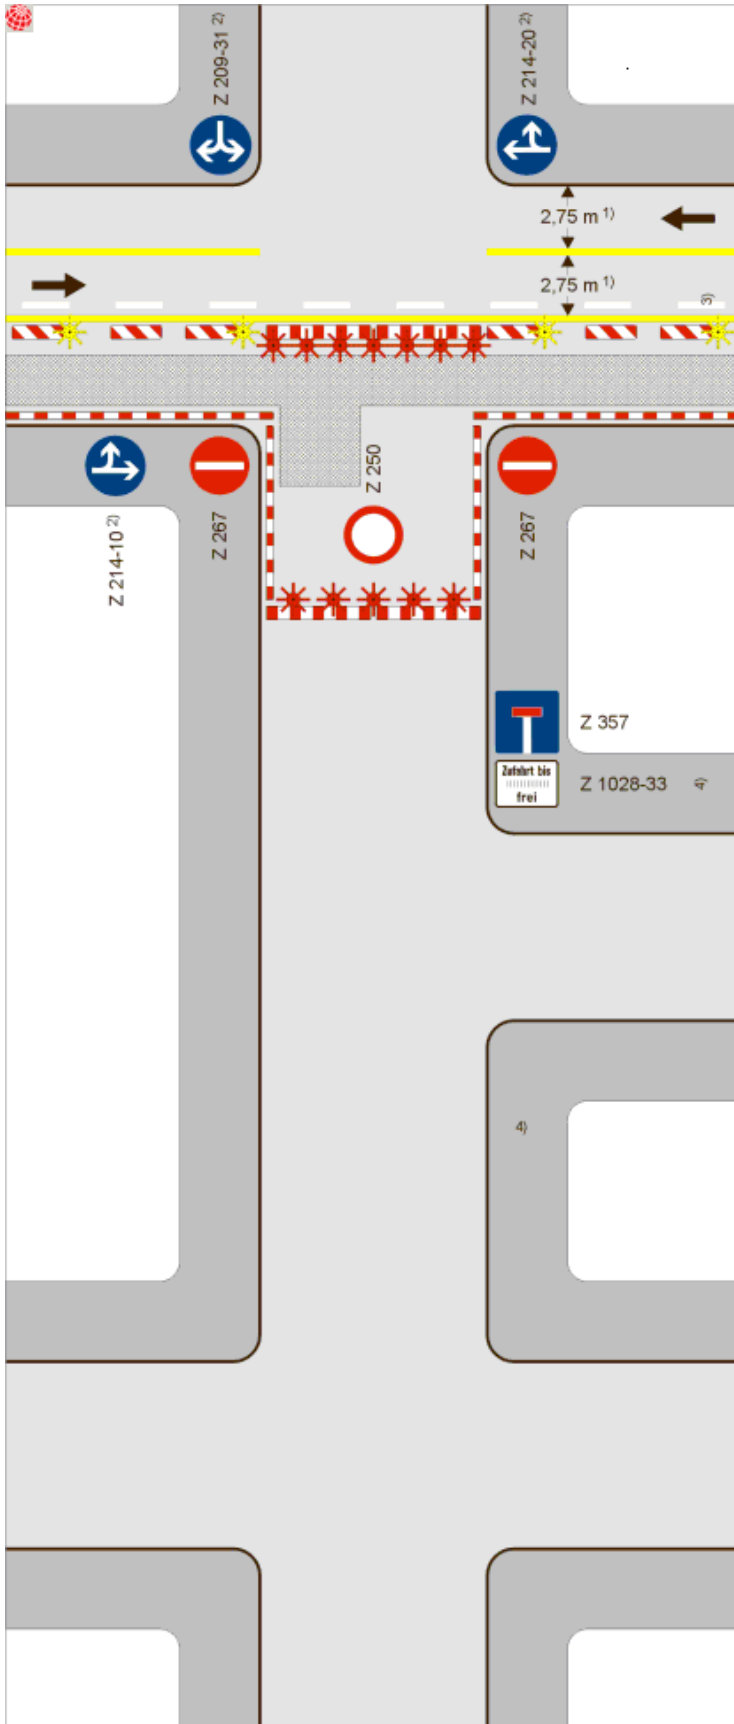 Z 209-31 2)
Z 214-20 2)
2,75 m 1)
2,75 m 1)
3)
Z 250
Z 214-10 2)
Z 267
Z 267
Z 357
Zufahrt bis
frei
Z 1028-33 4)
4)